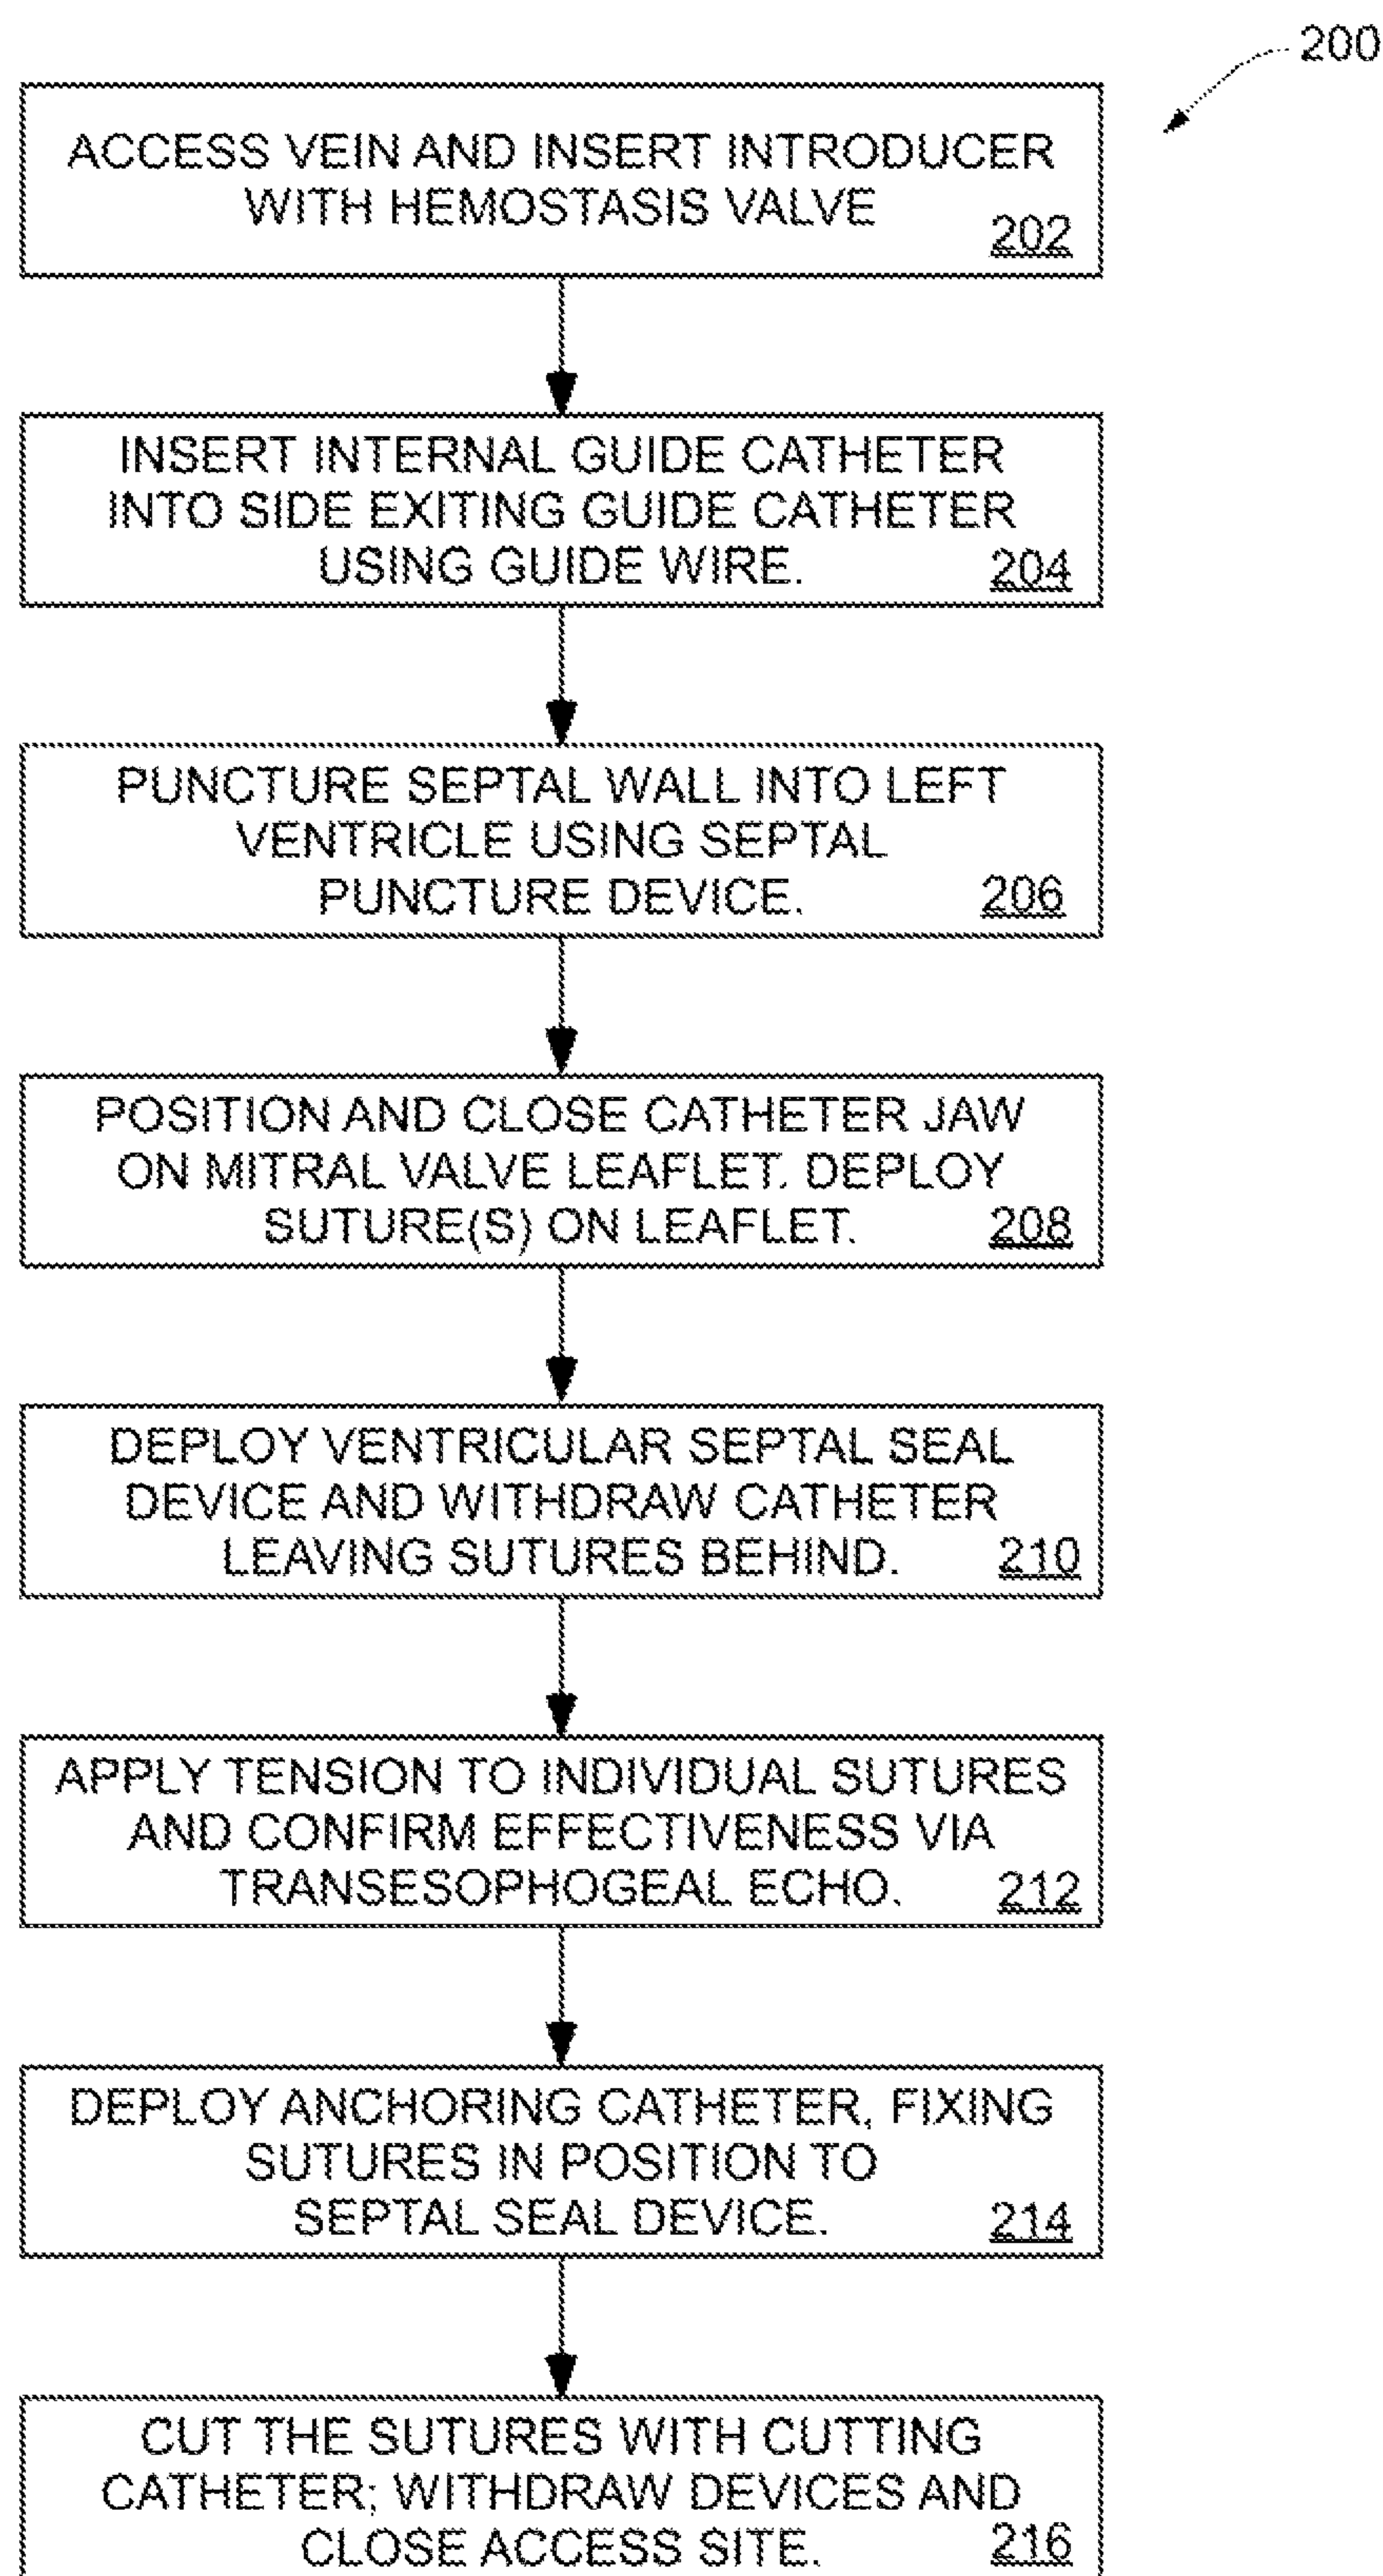 200
ACCESS VEIN AND INSERT INTRODUCER
WITH HEMOSTASIS VALVE
202
INSERT INTERNAL GUIDE CATHETER
INTO SIDE EXITING GUIDE CATHETER
USING GUIDE WIRE.
204
PUNCTURE SEPTAL WALL INTO LEFT
VENTRICLE USING SEPTAL
PUNCTURE DEVICE.
206
POSITION AND CLOSE CATHETER JAW
ON MITRAL VALVE LEAFLET. DEPLOY
SUTURE(S) ON LEAFLET.
208
DEPLOY VENTRICULAR SEPTAL SEAL
DEVICE AND WITHDRAW CATHETER
LEAVING SUTURES BEHIND.
210
APPLY TENSION TO INDIVIDUAL SUTURES
AND CONFIRM EFFECTIVENESS VIA
TRANSESOPHOGEAL ECHO.
212
DEPLOY ANCHORING CATHETER, FIXING
SUTURES IN POSITION TO
SEPTAL SEAL DEVICE.
214
CUT THE SUTURES WITH CUTTING
CATHETER; WITHDRAW DEVICES AND
CLOSE ACCESS SITE.
216